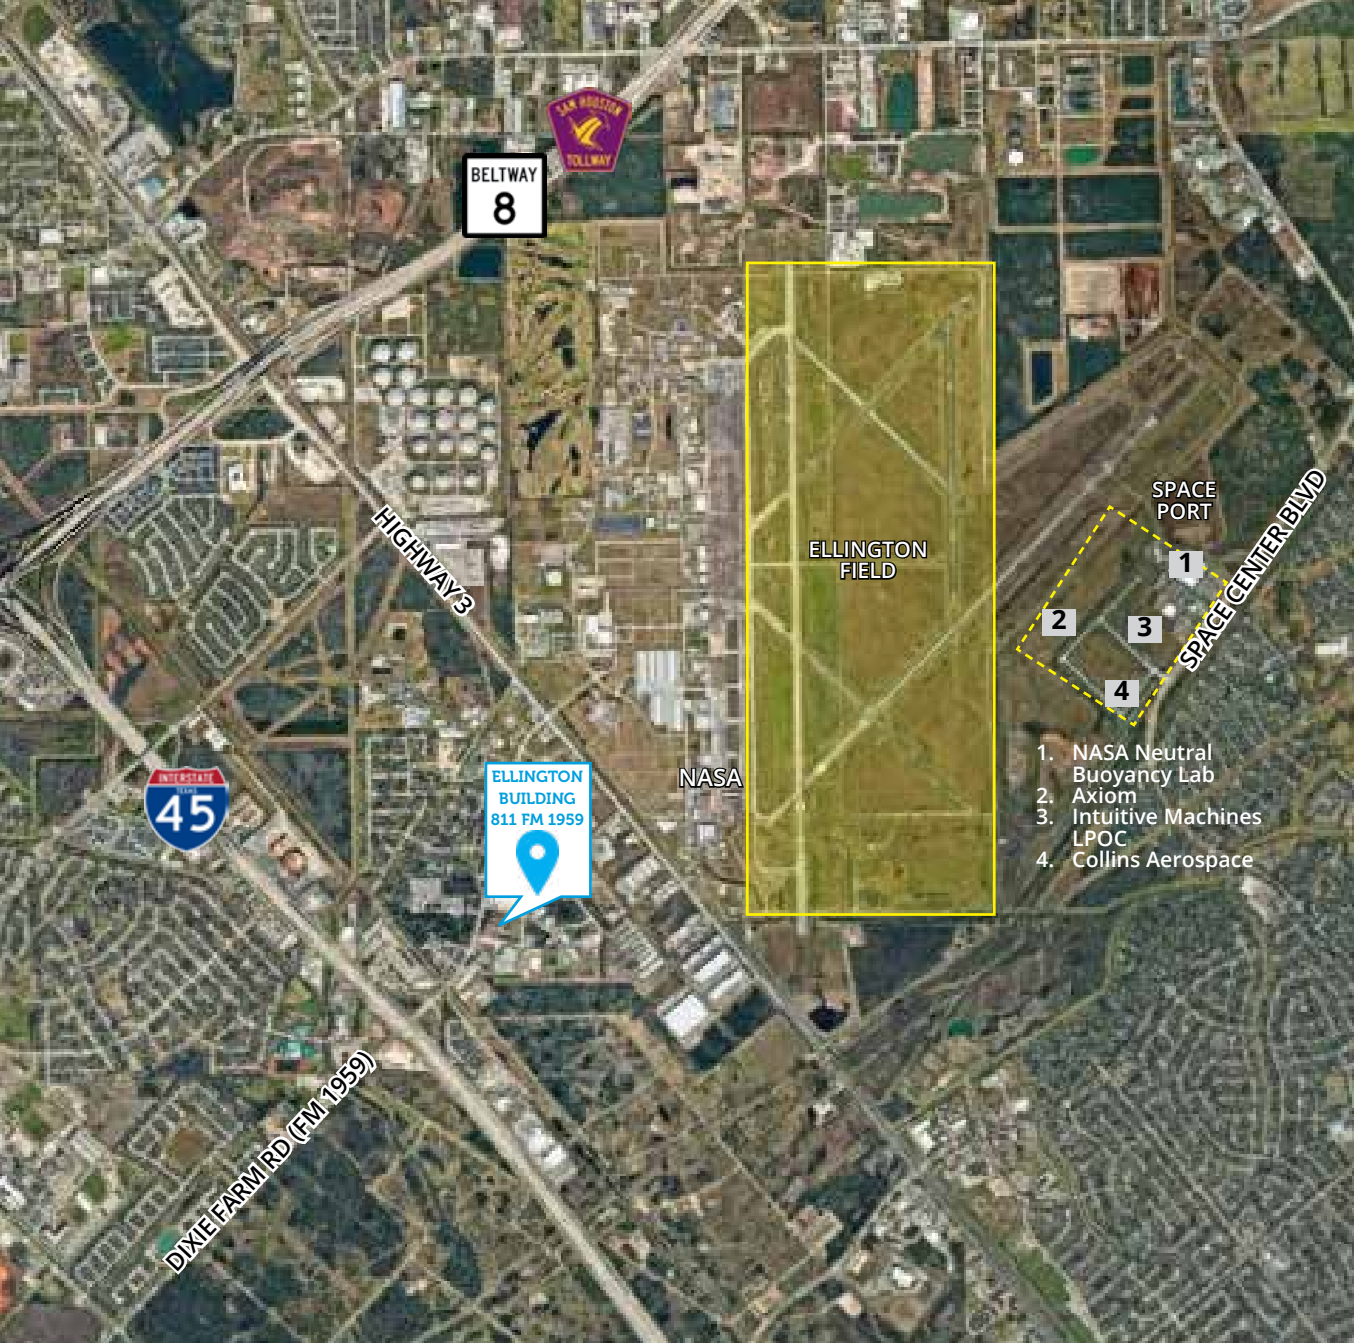 SAM HOUSTON
TOLLWAY
BELTWAY
8
HIGHWAY 3
ELLINGTON
FIELD
SPACE
PORT
SPACE CENTER BLVD
1
2
3
4
NASA
1. NASA Neutral
Buoyancy Lab
2. Axiom
3. Intuitive Machines
LPOC
4. Collins Aerospace
ELLINGTON
BUILDING
811 FM 1959
INTERSTATE
TEXAS
45
DIXIE FARM RD (FM 1959)